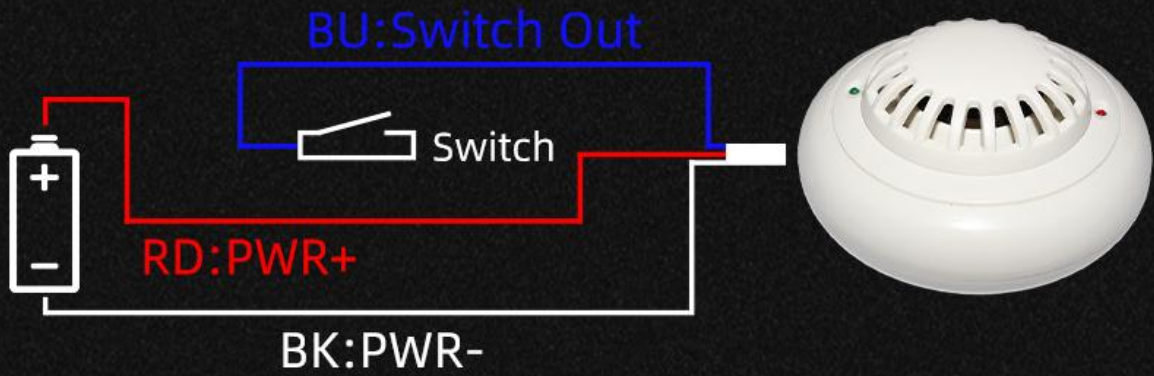 BU:Switch Out
Switch
+
−
RD:PWR+
BK:PWR-